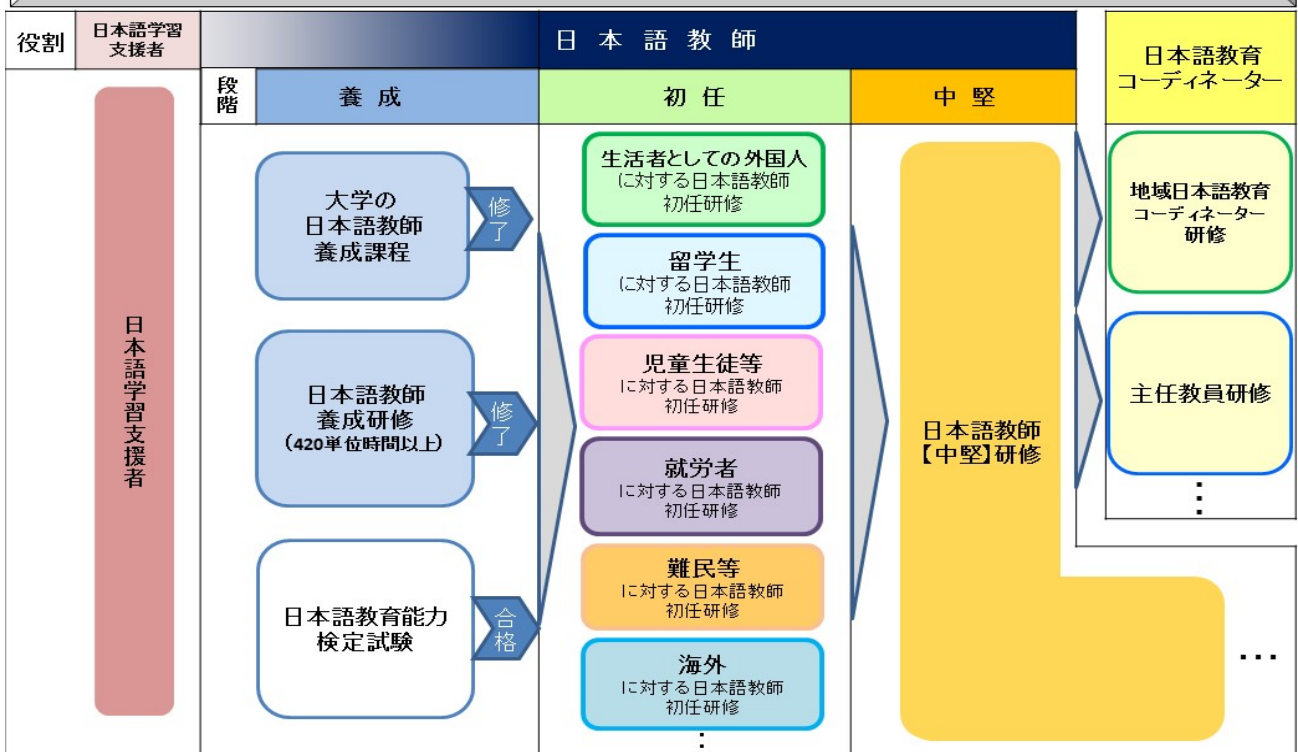 役割
日本語学習
支援者
日本語教師
日本語教育
コーディネーター
段階
養成
初任
中堅
日本語学習支援者
大学の
日本語教師
養成課程
修了
日本語教師
養成研修
（420単位時間以上）
修了
日本語教育能力
検定試験
合格
生活者としての外国人
に対する日本語教師
初任研修
留学生
に対する日本語教師
初任研修
児童生徒等
に対する日本語教師
初任研修
就労者
に対する日本語教師
初任研修
難民等
に対する日本語教師
初任研修
海外
に対する日本語教師
初任研修
⋮
日本語教師
【中堅】研修
地域日本語教育
コーディネーター
研修
主任教員研修
⋮
…